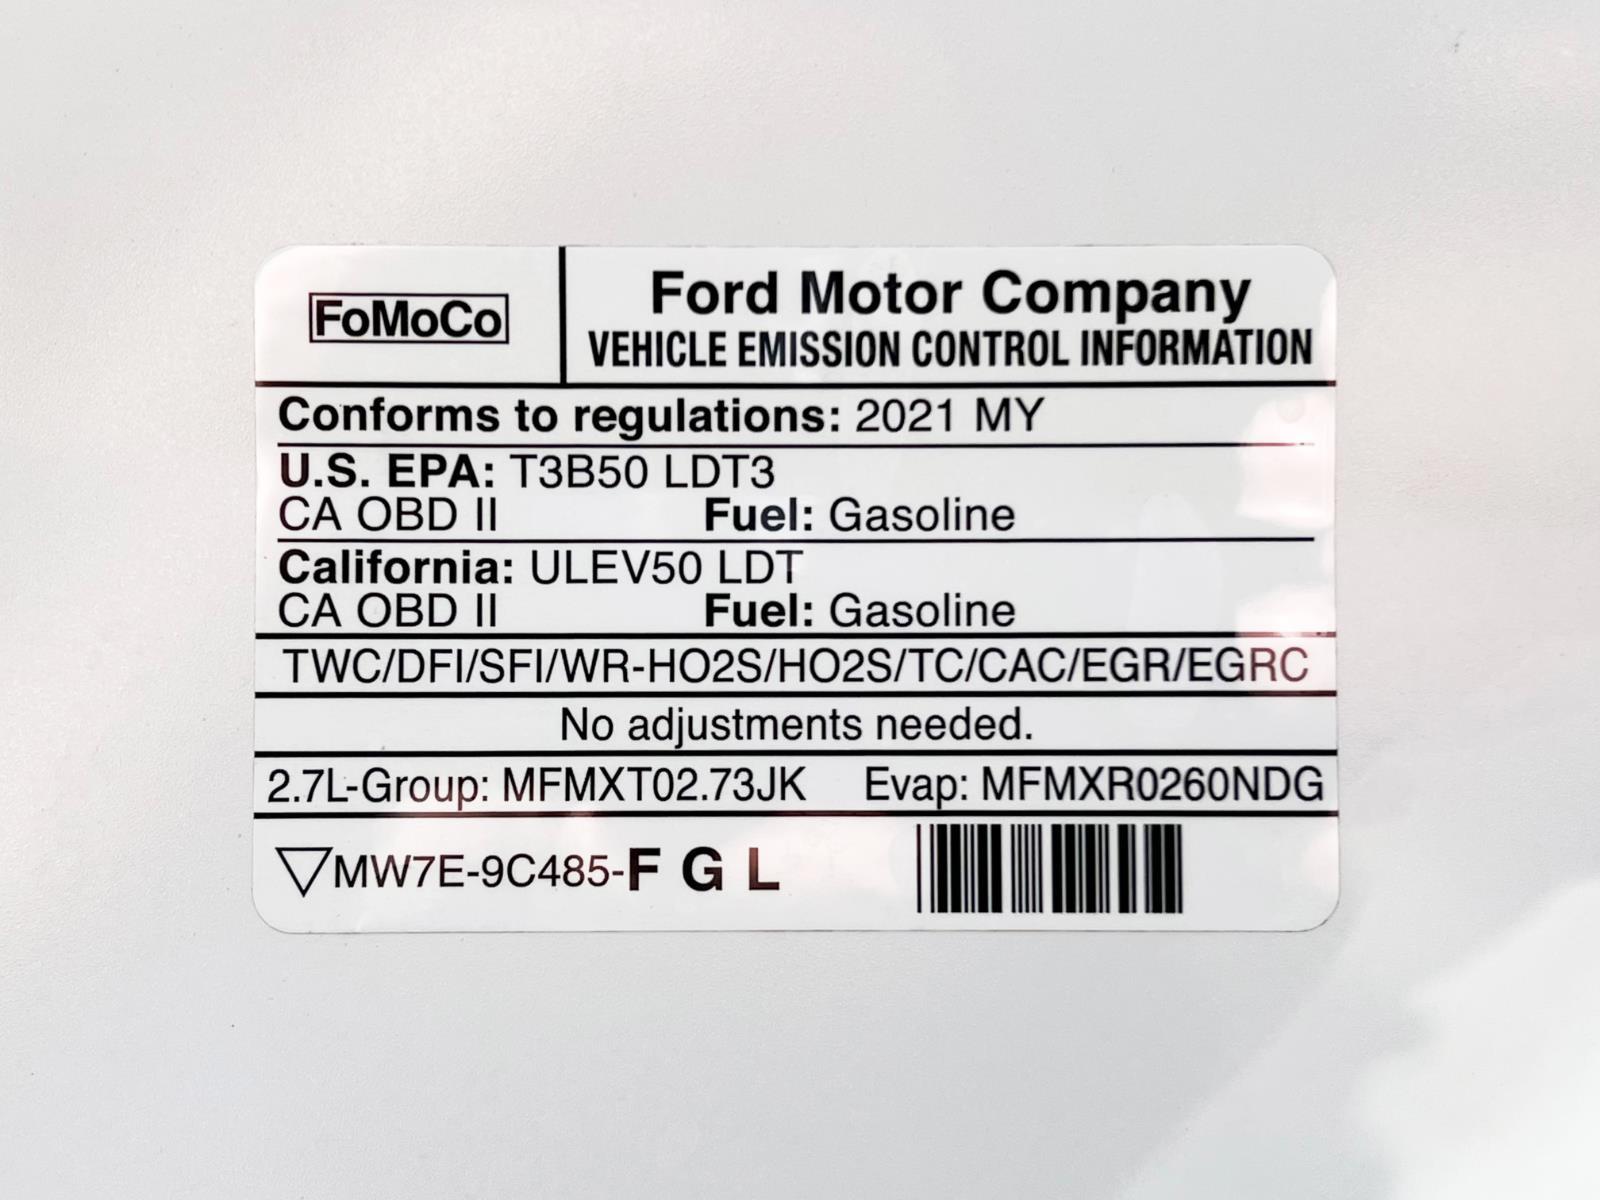 FoMoCo
Ford Motor Company
VEHICLE EMISSION CONTROL INFORMATION
Conforms to regulations: 2021 MY
U.S. EPA: T3B50 LDT3
CA OBD II Fuel: Gasoline
California: ULEV50 LDT
CA OBD II Fuel: Gasoline
TWC/DFI/SFI/WR-HO2S/HO2S/TC/CAC/EGR/EGRC
No adjustments needed.
2.7L-Group: MFMXT02.73JK Evap: MFMXR0260NDG
MW7E-9C485-F G L